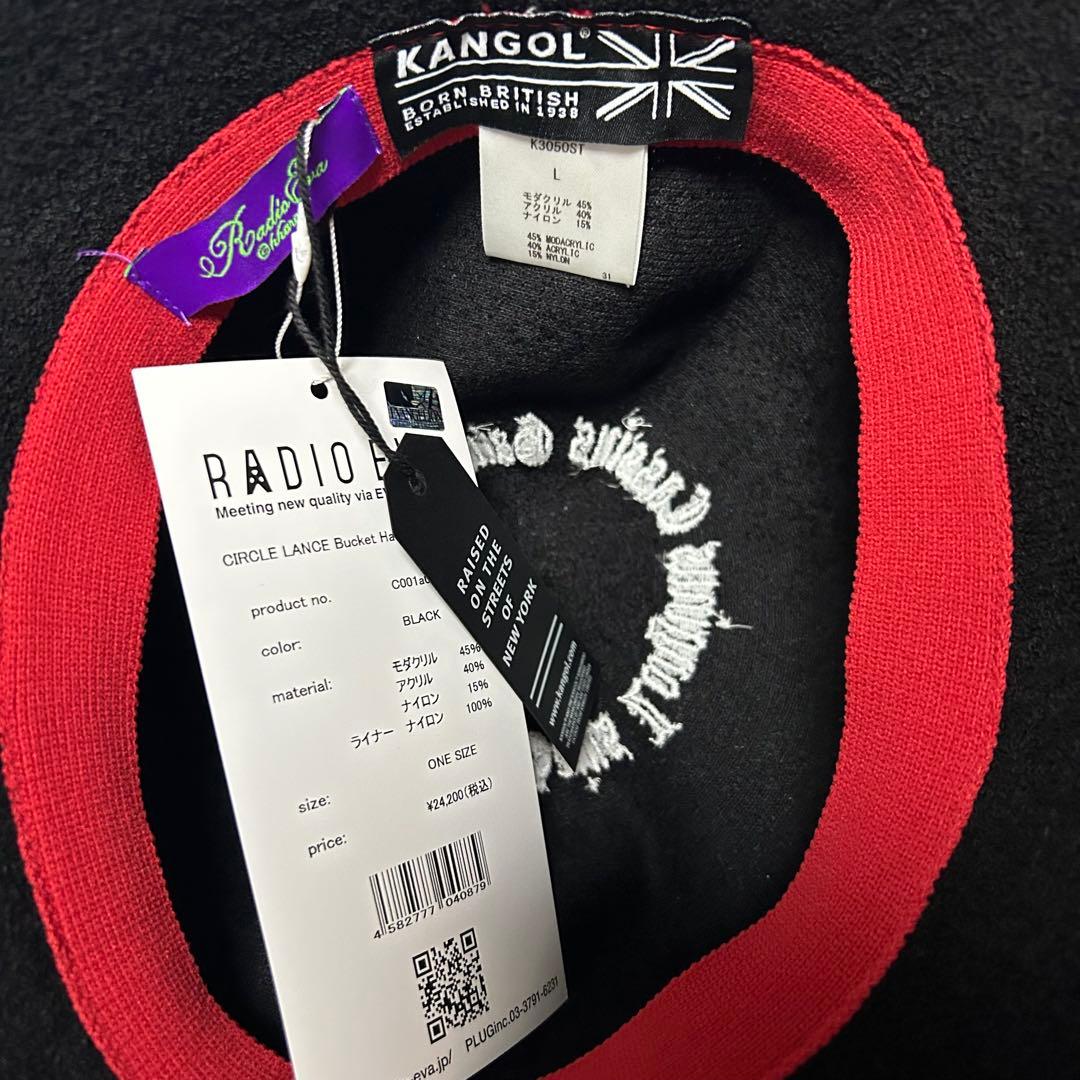 KANGOL®
BORN BRITISH
ESTABLISHED IN 1938
K3050ST
L
モダクリル 45%
アクリル 40%
ナイロン 15%
45% MODACRYLIC
40% ACRYLIC
15% NYLON
31
Radio Eva
RADIO E
Meeting new quality via EV
CIRCLE LANCE Bucket Ha
product no.
C001a0
color:
BLACK
material:
モダクリル 45%
アクリル 40%
ナイロン 15%
ライナー ナイロン 100%
size:
ONE SIZE
price:
¥24,200(税込)
4 582777 040879
-eva.jp/ PLUGinc.03-3791-6231
RAISED
ON THE
STREETS
OF
NEW YORK
www.kangol.com